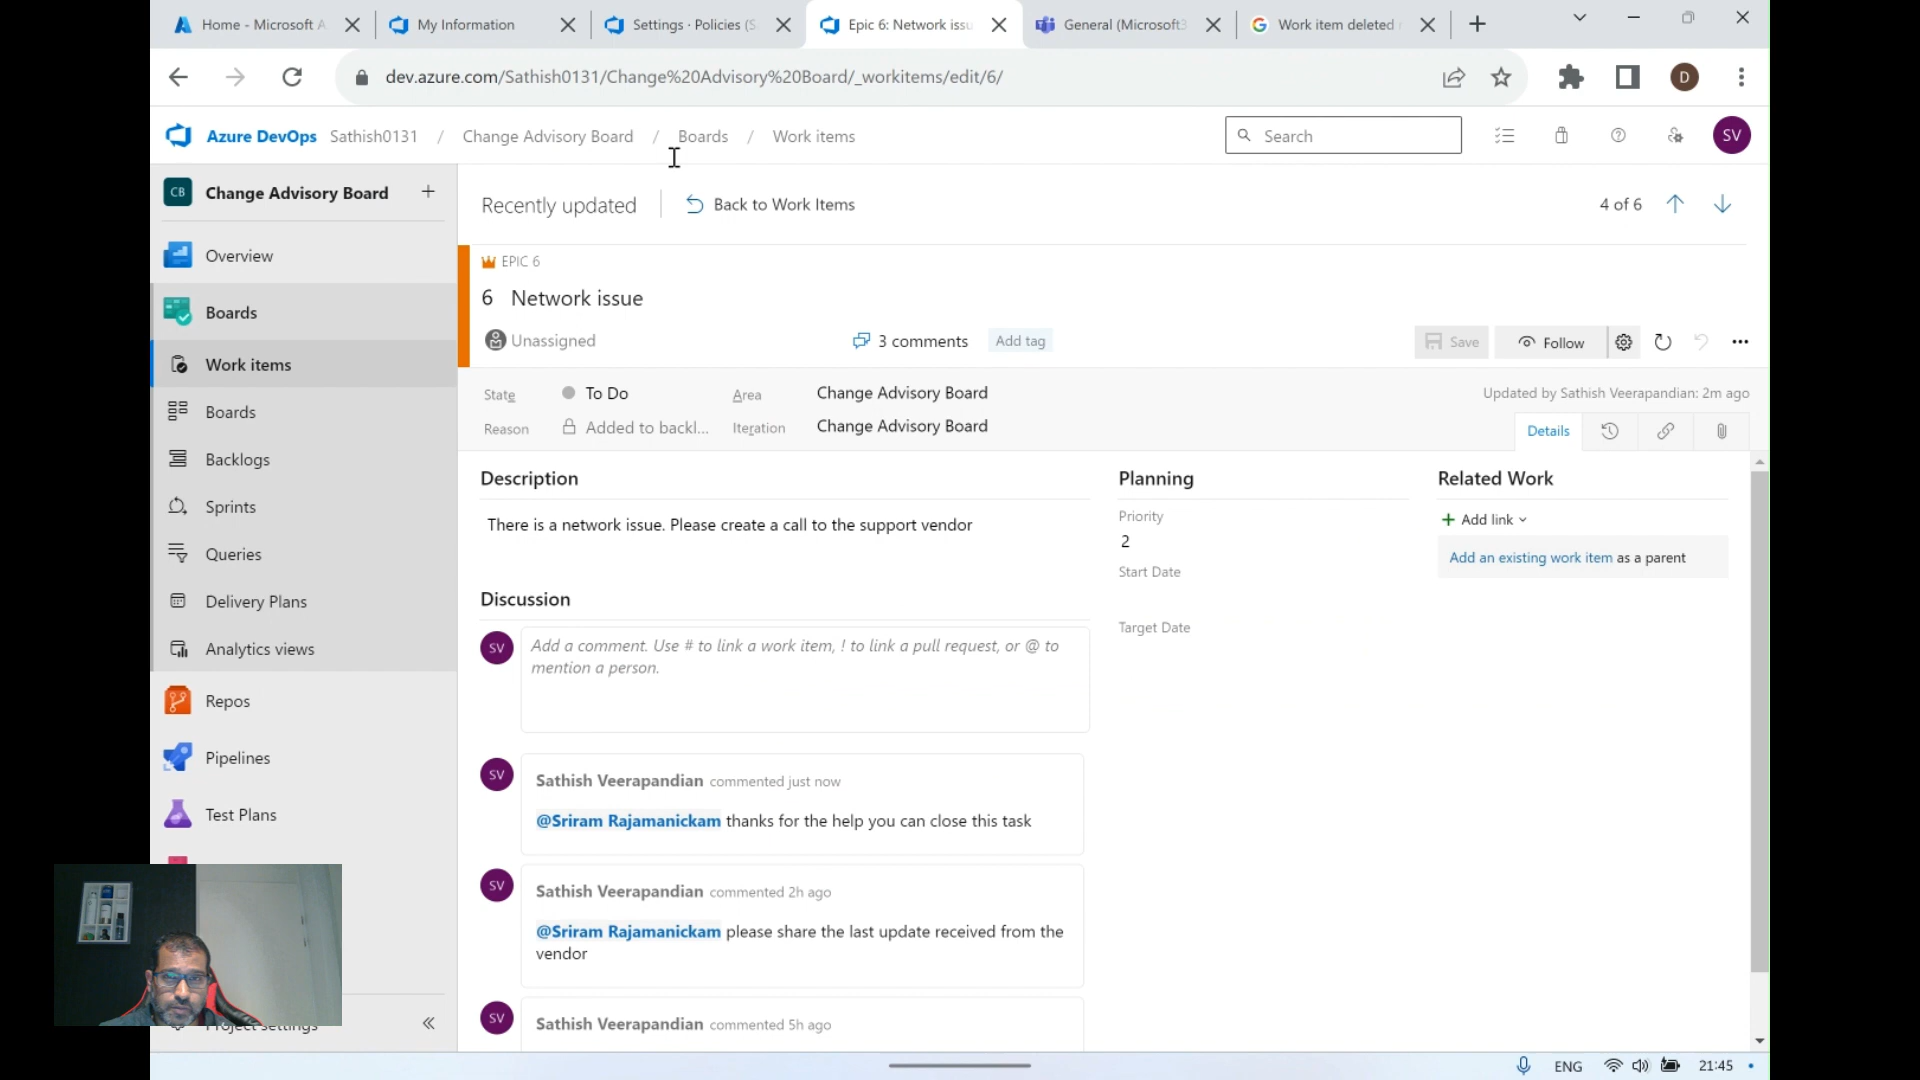 Home - Microsoft A
My Information
Settings · Policies (S
Epic 6: Network issu
General (Microsoft3
Work item deleted
dev.azure.com/Sathish0131/Change%20Advisory%20Board/_workitems/edit/6/
D
Azure DevOps Sathish0131 / Change Advisory Board / Boards / Work items
Search
SV
CB Change Advisory Board
Recently updated
Back to Work Items
4 of 6
Overview
Boards
Work items
Boards
Backlogs
Sprints
Queries
Delivery Plans
Analytics views
Repos
Pipelines
Test Plans
Project settings
EPIC 6
6 Network issue
Unassigned
3 comments
Add tag
Save
Follow
State To Do
Area Change Advisory Board
Updated by Sathish Veerapandian: 2m ago
Reason Added to backl...
Iteration Change Advisory Board
Details
Description
There is a network issue. Please create a call to the support vendor
Discussion
SV
Add a comment. Use # to link a work item, ! to link a pull request, or @ to
mention a person.
SV
Sathish Veerapandian commented just now
@Sriram Rajamanickam thanks for the help you can close this task
SV
Sathish Veerapandian commented 2h ago
@Sriram Rajamanickam please share the last update received from the
vendor
SV
Sathish Veerapandian commented 5h ago
Planning
Priority
2
Start Date
Target Date
Related Work
Add link
Add an existing work item as a parent
ENG
21:45